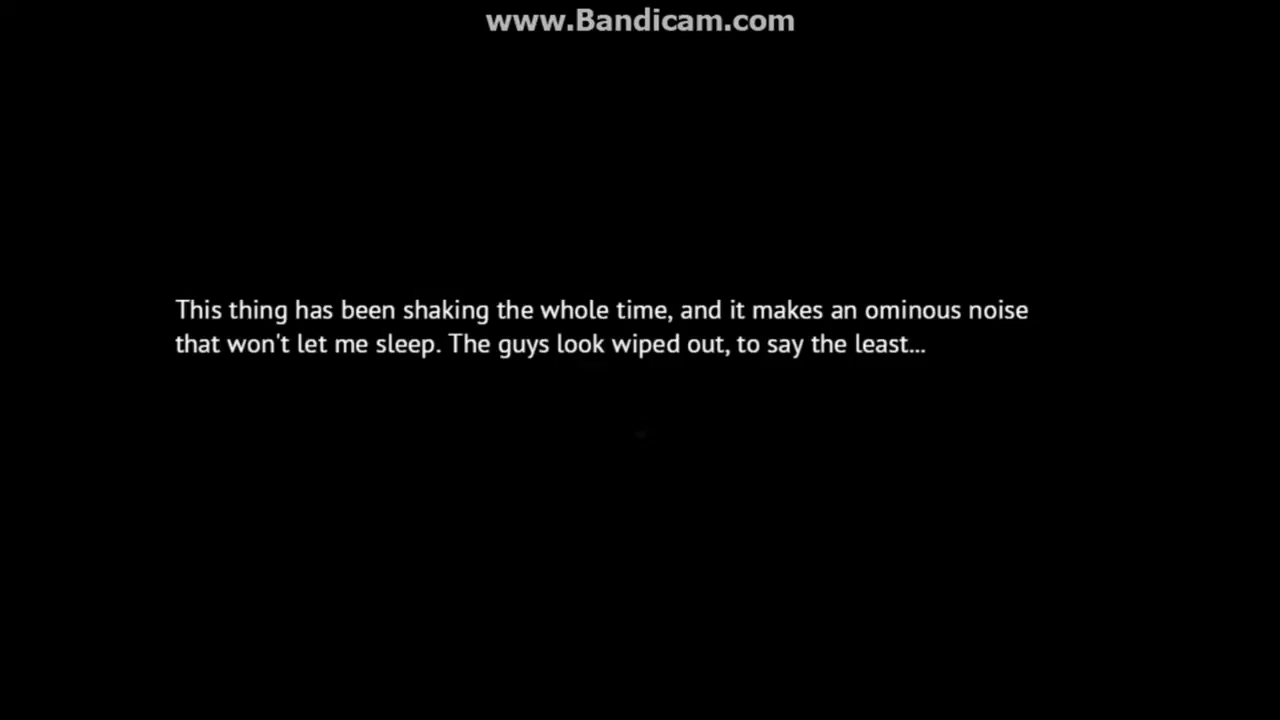 www.Bandicam.com
This thing has been shaking the whole time, and it makes an ominous noise
that won't let me sleep. The guys look wiped out, to say the least...